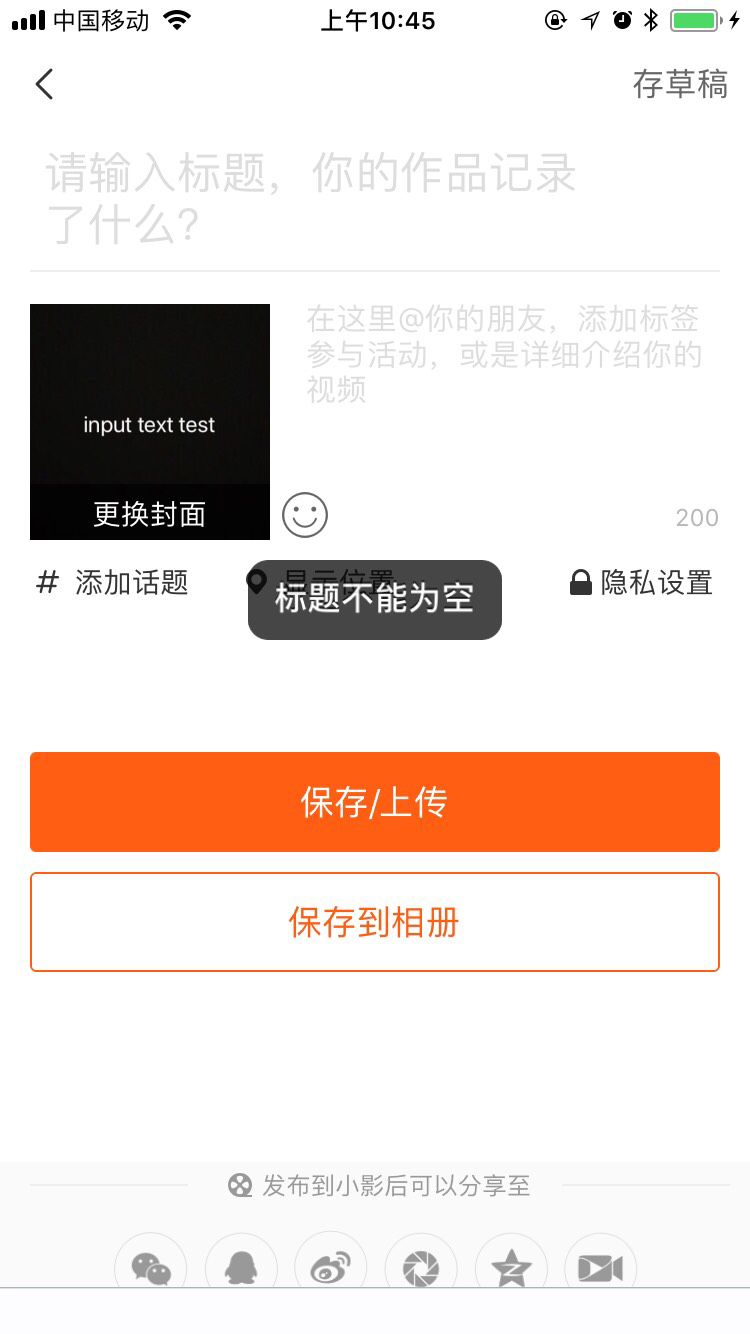 中国移动
上午10:45
存草稿
请输入标题，你的作品记录
了什么?
在这里@你的朋友，添加标签
参与活动，或是详细介绍你的
视频
input text test
更换封面
200
# 添加话题
显示位置
隐私设置
标题不能为空
保存/上传
保存到相册
发布到小影后可以分享至